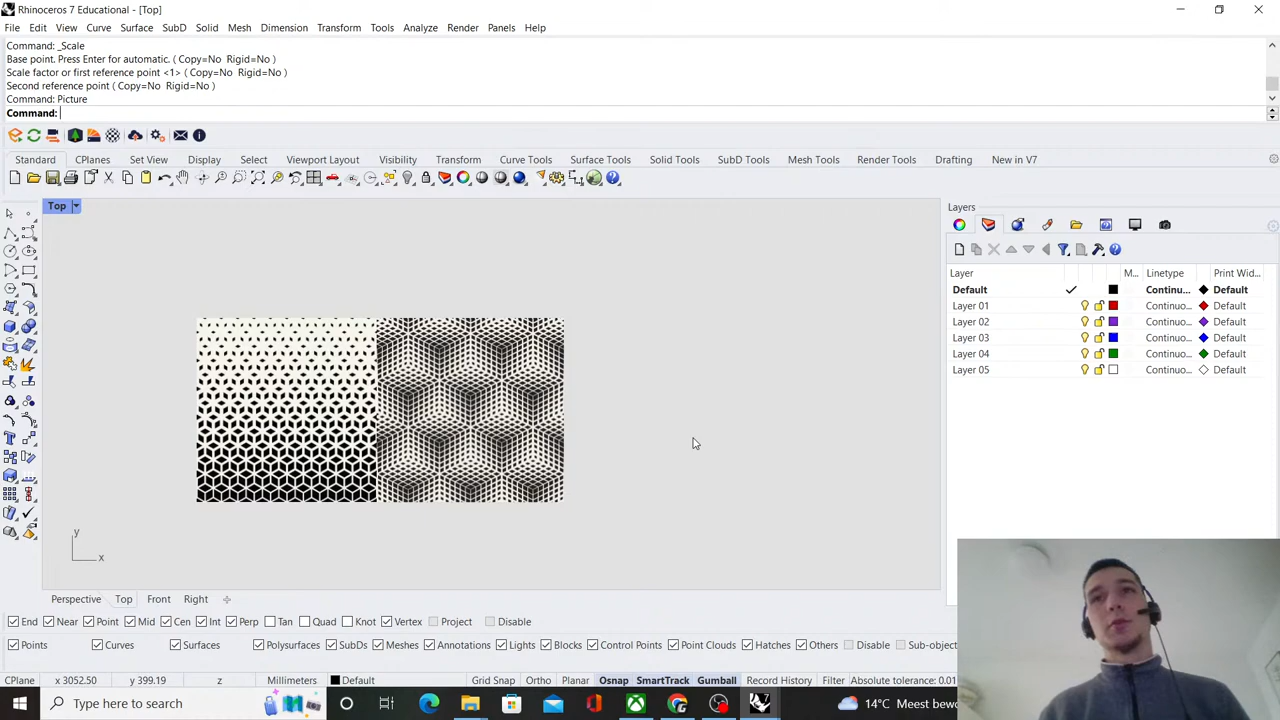 Rhinoceros 7 Educational - [Top]
File Edit View Curve Surface SubD Solid Mesh Dimension Transform Tools Analyze Render Panels Help
Command: _Scale
Base point. Press Enter for automatic. ( Copy=No Rigid=No )
Scale factor or first reference point <1> ( Copy=No Rigid=No )
Second reference point ( Copy=No Rigid=No )
Command: Picture
Command:
Standard CPlanes Set View Display Select Viewport Layout Visibility Transform Curve Tools Surface Tools Solid Tools SubD Tools Mesh Tools Render Tools Drafting New in V7
Top
Layers
Layer M... Linetype Print Wid...
Default Continu... Default
Layer 01 Continuo... Default
Layer 02 Continuo... Default
Layer 03 Continuo... Default
Layer 04 Continuo... Default
Layer 05 Continuo... Default
y
x
Perspective Top Front Right
End Near Point Mid Cen Int Perp Tan Quad Knot Vertex Project Disable
Points Curves Surfaces Polysurfaces SubDs Meshes Annotations Lights Blocks Control Points Point Clouds Hatches Others Disable Sub-object
CPlane x 3052.50 y 399.19 z Millimeters Default Grid Snap Ortho Planar Osnap SmartTrack Gumball Record History Filter Absolute tolerance: 0.01
Type here to search
14°C Meest bewo